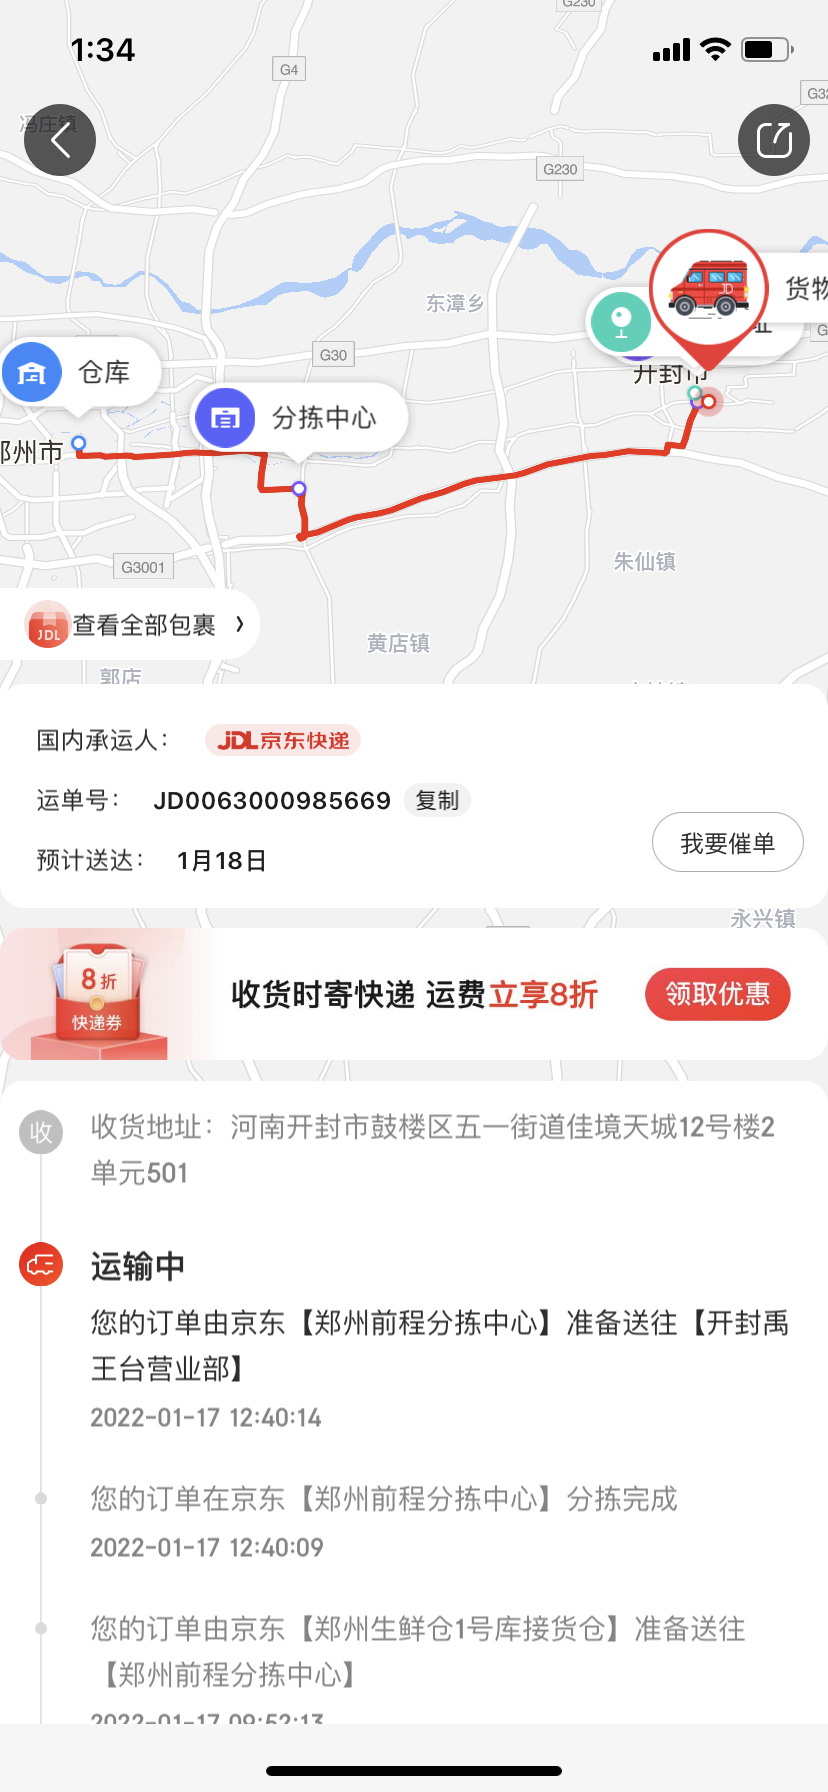 G230
1:34
G4
冯庄镇
G230
货物
东漳乡
址
G30
仓库
开封市
分拣中心
郑州市
朱仙镇
G3001
JDL
查看全部包裹
黄店镇
郭店
国内承运人：
JDL京东快递
运单号：
JD0063000985669
复制
我要催单
预计送达：
1月18日
永兴镇
8折
快递券
收货时寄快递 运费立享8折
领取优惠
收
收货地址：河南开封市鼓楼区五一街道佳境天城12号楼2
单元501
运输中
您的订单由京东【郑州前程分拣中心】准备送往【开封禹
王台营业部】
2022-01-17 12:40:14
您的订单在京东【郑州前程分拣中心】分拣完成
2022-01-17 12:40:09
您的订单由京东【郑州生鲜仓1号库接货仓】准备送往
【郑州前程分拣中心】
2022-01-17 09:52:13